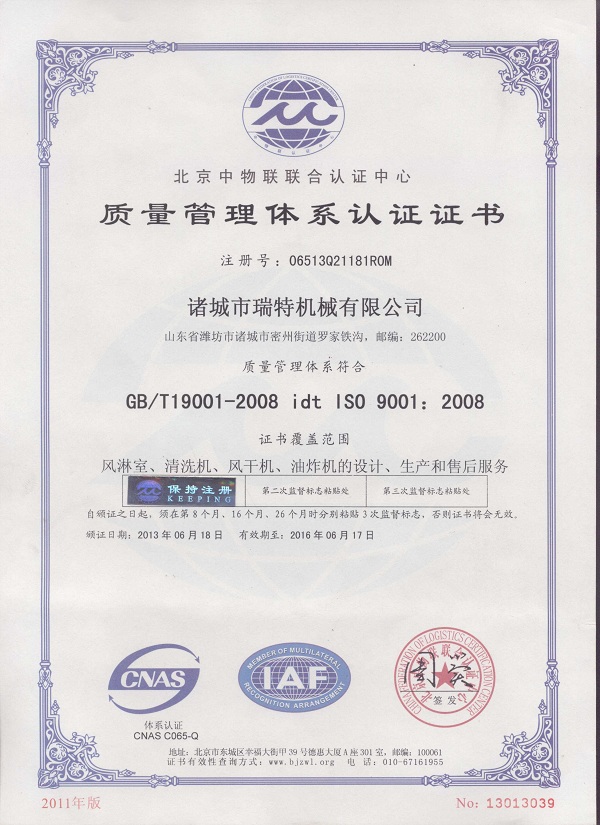 北京中物联联合认证中心
质量管理体系认证证书
注册号：06513Q21181R0M
诸城市瑞特机械有限公司
山东省潍坊市诸城市密州街道罗家铁沟，邮编：262200
质量管理体系符合
GB/T19001-2008 idt ISO 9001：2008
证书覆盖范围
风淋室、清洗机、风干机、油炸机的设计、生产和售后服务
保持注册 第二次监督标志粘贴处 第三次监督标志粘贴处
KEEPING
自颁证之日起，须在第8个月、16个月、26个月时分别粘贴3次监督标志，否则证书将会无效。
颁证日期：2013年06月18日 有效期至：2016年06月17日
CNAS
MEMBER OF MULTILATERAL
IAF
RECOGNITION ARRANGEMENT
签发
体系认证
CNAS C065-Q
地址：北京市东城区幸福大街甲39号德惠大厦A座301室，邮编：100061
证书有效性查询方式：www.bjzwl.org 电话：010-67161955
2011年版 No: 13013039